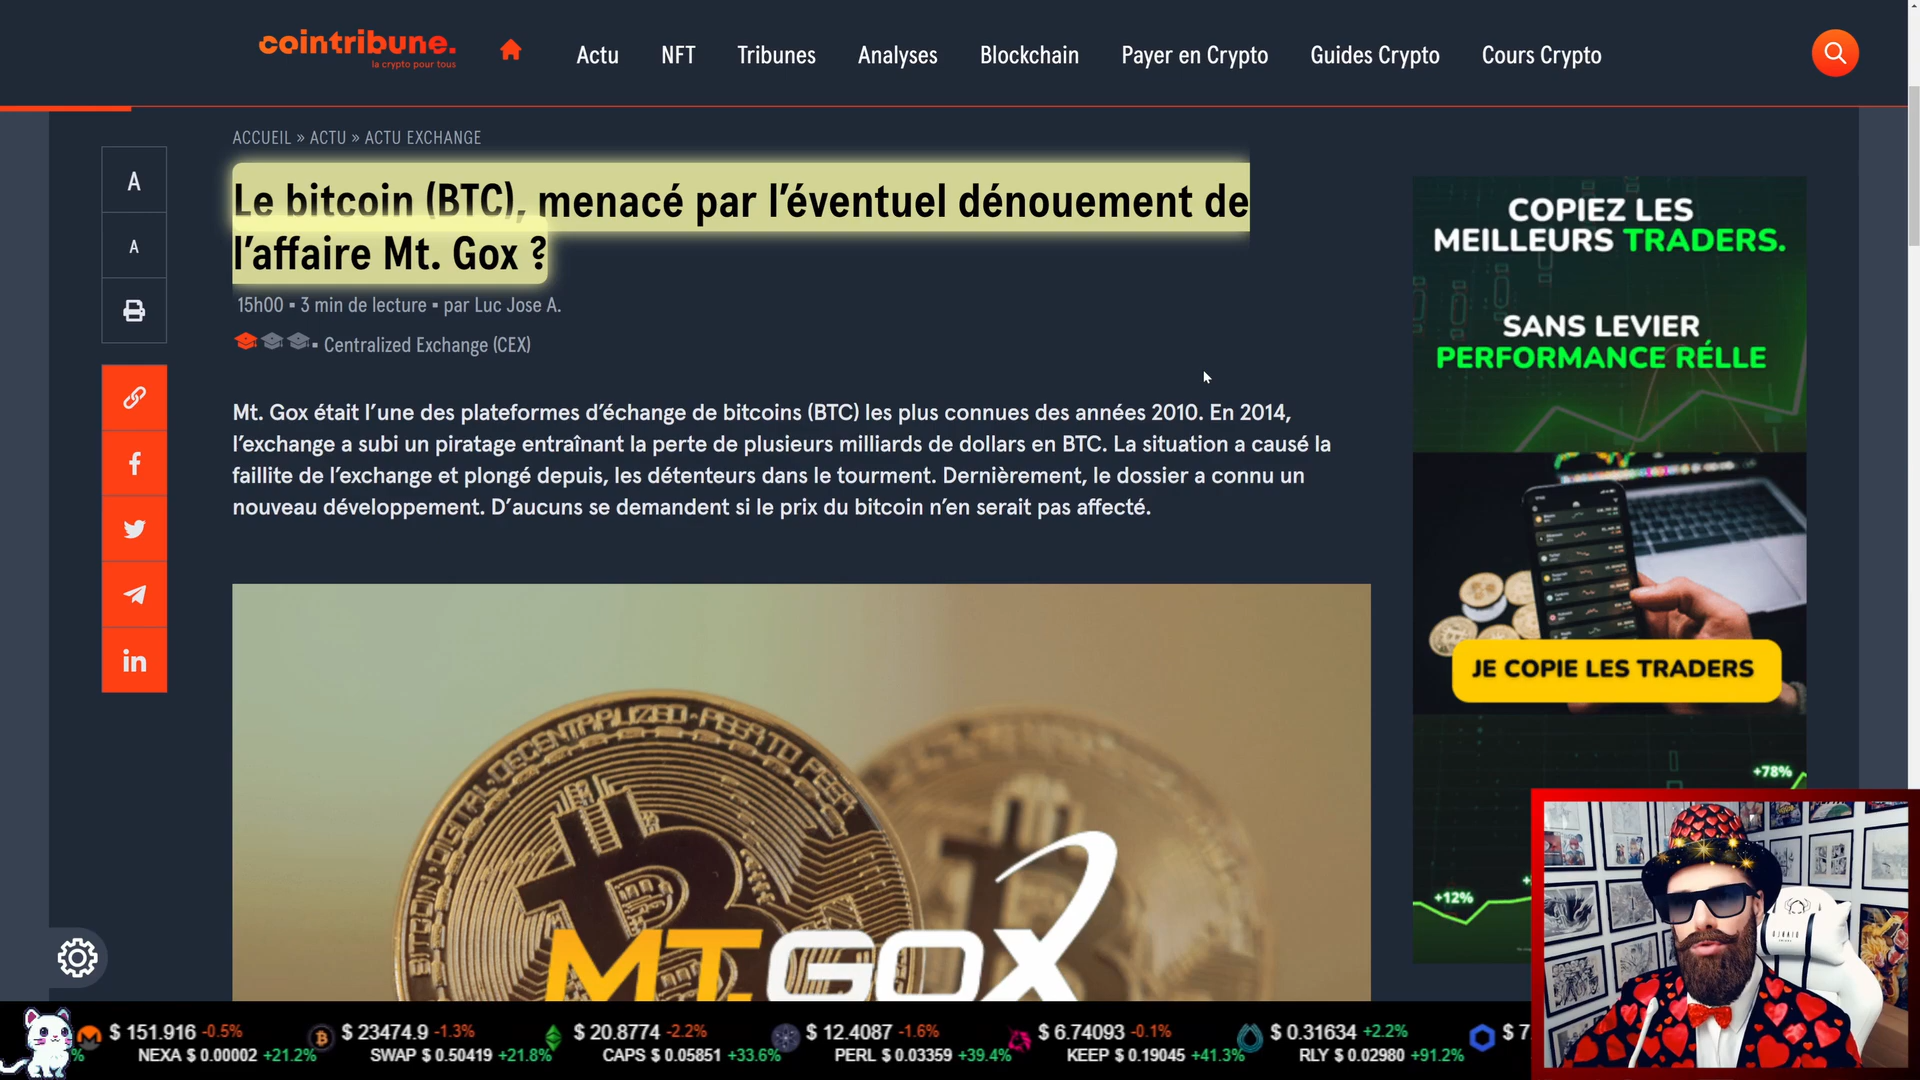 cointribune.
la crypto pour tous
Actu
NFT
Tribunes
Analyses
Blockchain
Payer en Crypto
Guides Crypto
Cours Crypto
ACCUEIL » ACTU » ACTU EXCHANGE
A
A
Le bitcoin (BTC), menacé par l’éventuel dénouement de
l’affaire Mt. Gox ?
15h00 ▪ 3 min de lecture ▪ par Luc Jose A.
▪ Centralized Exchange (CEX)
Mt. Gox était l’une des plateformes d’échange de bitcoins (BTC) les plus connues des années 2010. En 2014,
l’exchange a subi un piratage entraînant la perte de plusieurs milliards de dollars en BTC. La situation a causé la
faillite de l’exchange et plongé depuis, les détenteurs dans le tourment. Dernièrement, le dossier a connu un
nouveau développement. D’aucuns se demandent si le prix du bitcoin n’en serait pas affecté.
COPIEZ LES
MEILLEURS TRADERS.
SANS LEVIER
PERFORMANCE RÉLLE
JE COPIE LES TRADERS
+78%
+12%
BITCOIN·DIGITAL·DECENTRALIZED·PEER TO PEER
MT.GOX
$ 151.916 -0.5%
$ 23474.9 -1.3%
$ 20.8774 -2.2%
$ 12.4087 -1.6%
$ 6.74093 -0.1%
$ 0.31634 +2.2%
$ 7.
%
NEXA $ 0.00002 +21.2%
SWAP $ 0.50419 +21.8%
CAPS $ 0.05851 +33.6%
PERL $ 0.03359 +39.4%
KEEP $ 0.19045 +41.3%
RLY $ 0.02980 +91.2%